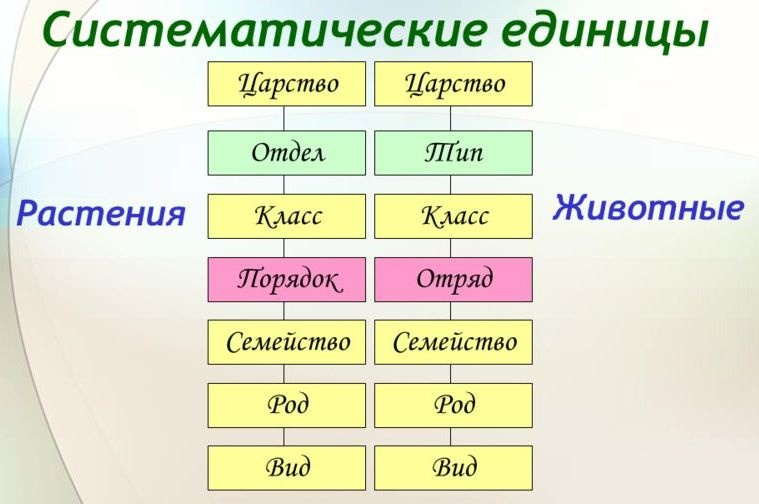 Систематические единицы
Царство Царство
Отдел Тип
Растения Класс Класс Животные
Порядок Отряд
Семейство Семейство
Род Род
Вид Вид